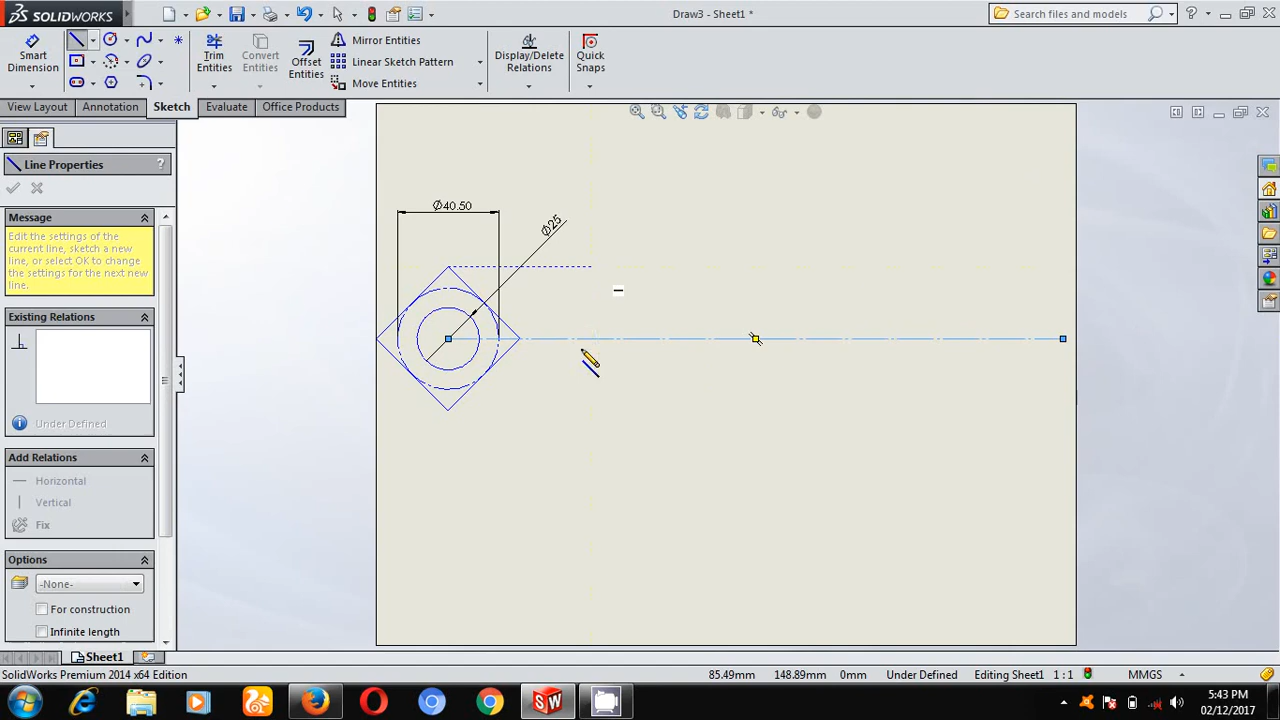 SOLIDWORKS
Draw3 - Sheet1 *
Search files and models
Smart Dimension
Trim Entities
Convert Entities
Offset Entities
Mirror Entities
Linear Sketch Pattern
Move Entities
Display/Delete Relations
Quick Snaps
View Layout
Annotation
Sketch
Evaluate
Office Products
Line Properties
?
Message
Edit the settings of the
current line, sketch a new
line, or select OK to change
the settings for the next new
line.
Existing Relations
Under Defined
Add Relations
Horizontal
Vertical
Fix
Options
-None-
For construction
Infinite length
Ø40.50
Ø25
Sheet1
SolidWorks Premium 2014 x64 Edition
85.49mm
148.89mm
0mm
Under Defined
Editing Sheet1
1 : 1
MMGS
SW
5:43 PM
02/12/2017